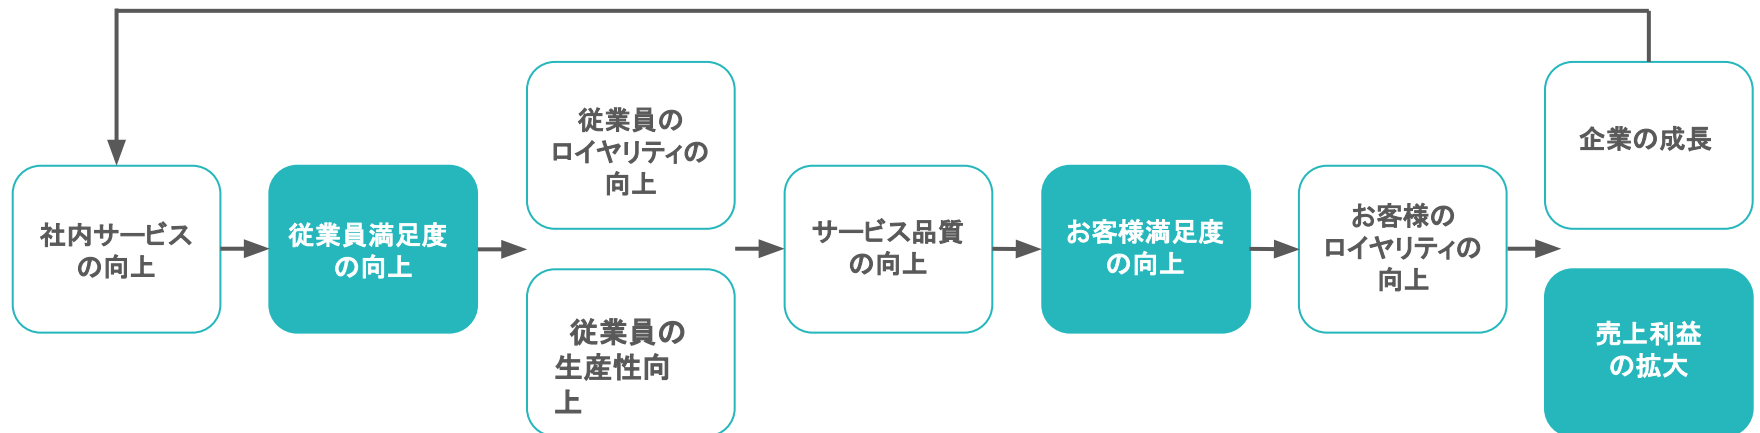 社内サービス
の向上
従業員満足度
の向上
従業員の
ロイヤリティの
向上
従業員の
生産性向
上
サービス品質
の向上
お客様満足度
の向上
お客様の
ロイヤリティの
向上
企業の成長
売上利益
の拡大